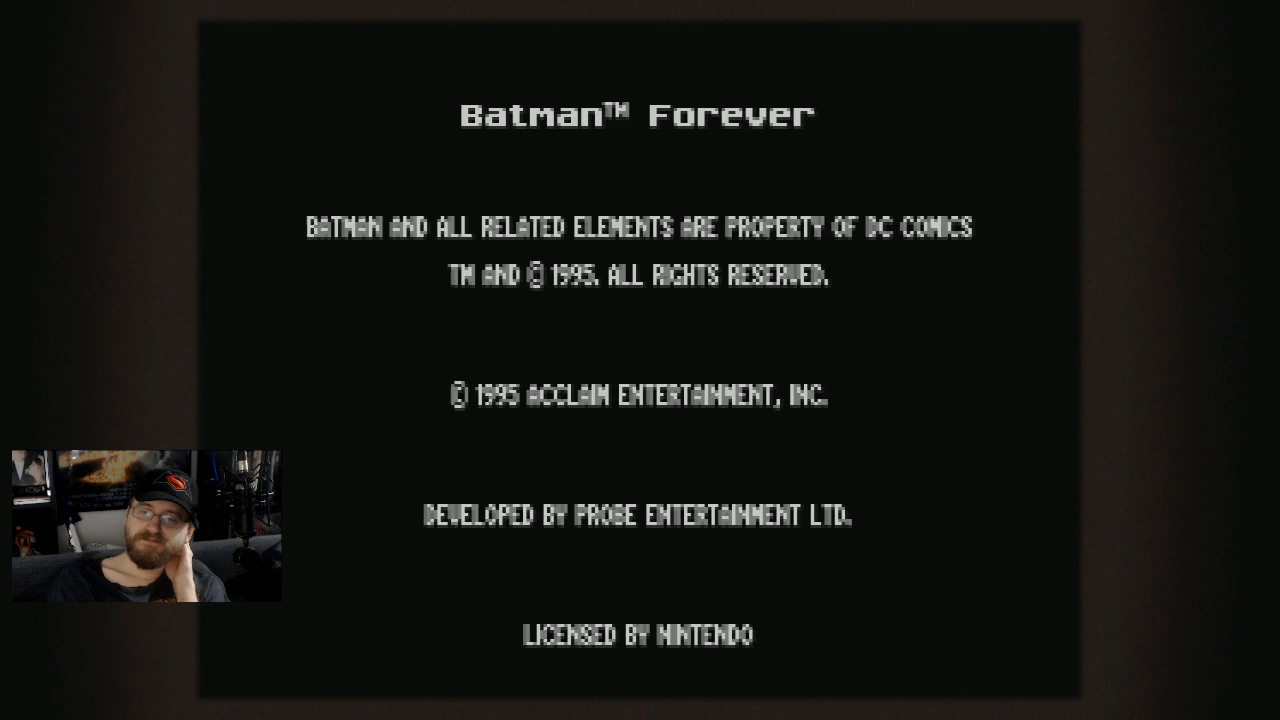 Batman™ Forever
BATMAN AND ALL RELATED ELEMENTS ARE PROPERTY OF DC COMICS
TM AND © 1995. ALL RIGHTS RESERVED.
© 1995 ACCLAIM ENTERTAINMENT, INC.
DEVELOPED BY PROBE ENTERTAINMENT LTD.
LICENSED BY NINTENDO